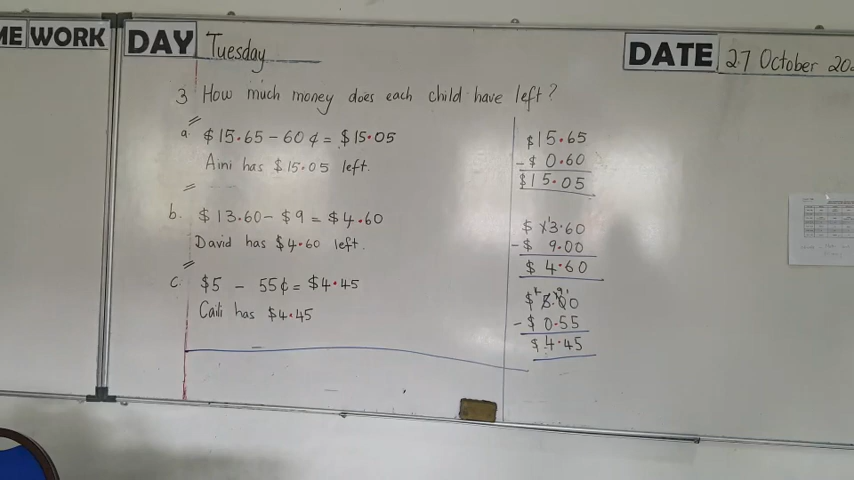 WORK
DAY Tuesday
DATE 27 October
3 How much money does each child have left?
a. $15.65 - 60¢ = $15.05
Aini has $15.05 left.
b. $13.60 - $9 = $4.60
David has $4.60 left.
c. $5 - 55¢ = $4.45
Caili has $4.45
$15.65
- $ 0.60
$15.05
$ 13.60
- $ 9.00
$ 4.60
$ 5.00
- $ 0.55
$ 4.45